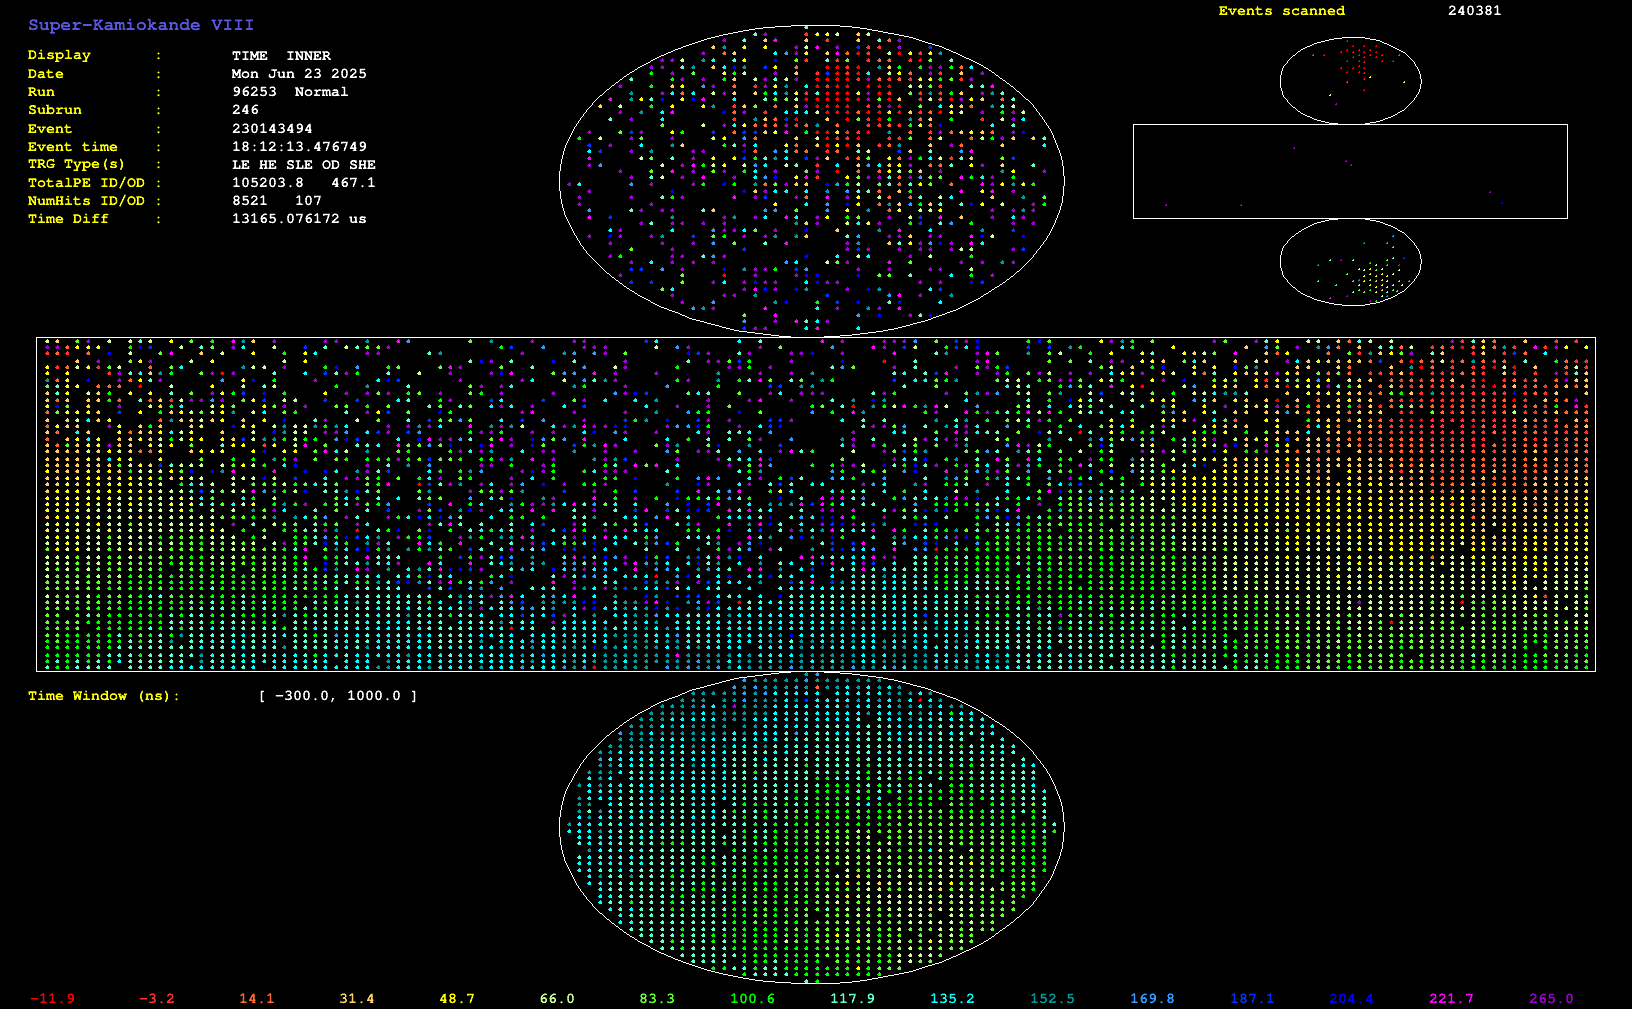 Super-Kamiokande VIII
Events scanned 240381
Display : TIME INNER
Date : Mon Jun 23 2025
Run : 96253 Normal
Subrun : 246
Event : 230143494
Event time : 18:12:13.476749
TRG Type(s) : LE HE SLE OD SHE
TotalPE ID/OD : 105203.8 467.1
NumHits ID/OD : 8521 107
Time Diff : 13165.076172 us
Time Window (ns): [ -300.0, 1000.0 ]
-11.9 -3.2 14.1 31.4 48.7 66.0 83.3 100.6 117.9 135.2 152.5 169.8 187.1 204.4 221.7 265.0